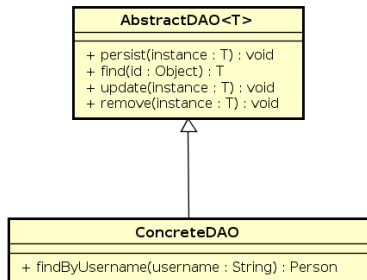 AbstractDAO<T>
+ persist(instance : T) : void
+ find(id : Object) : T
+ update(instance : T) : void
+ remove(instance : T) : void
ConcreteDAO
+ findByUsername(username : String) : Person